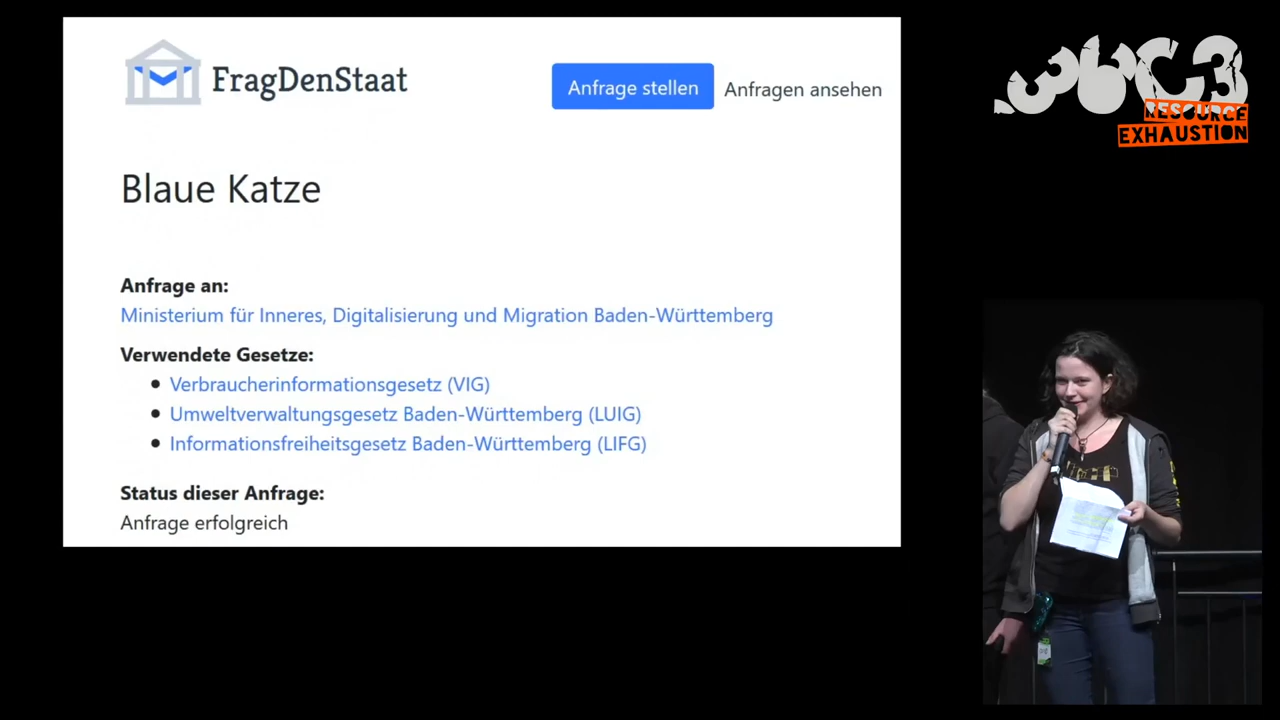 FragDenStaat
Anfrage stellen
Anfragen ansehen
Blaue Katze
Anfrage an:
Ministerium für Inneres, Digitalisierung und Migration Baden-Württemberg
Verwendete Gesetze:
Verbraucherinformationsgesetz (VIG)
Umweltverwaltungsgesetz Baden-Württemberg (LUIG)
Informationsfreiheitsgesetz Baden-Württemberg (LIFG)
Status dieser Anfrage:
Anfrage erfolgreich
36C3
RESOURCE
EXHAUSTION